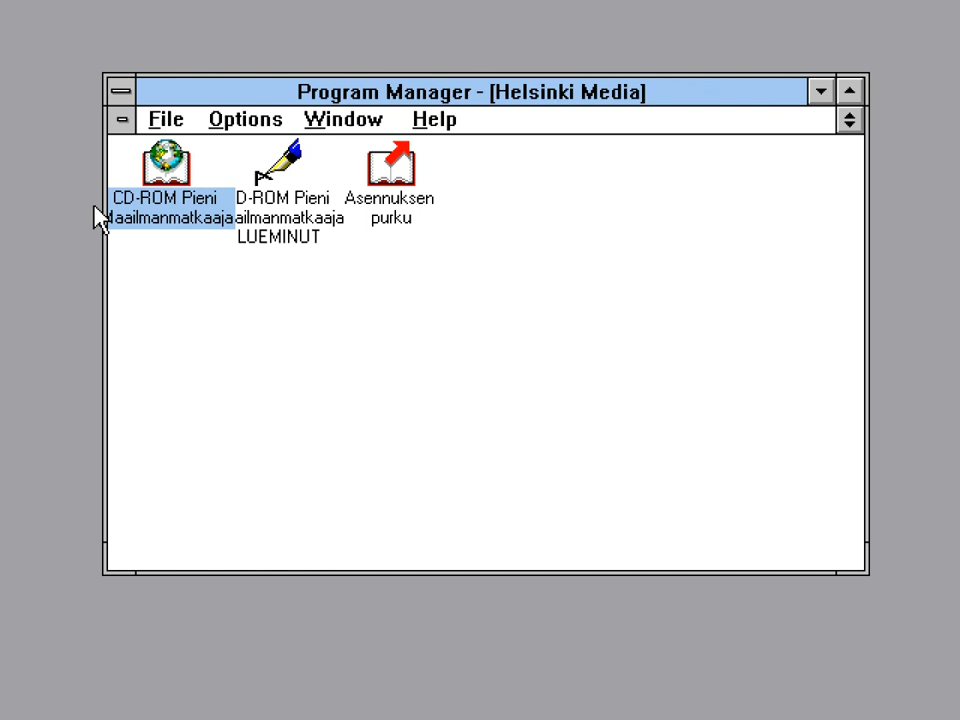 Program Manager - [Helsinki Media]
File Options Window Help
CD-ROM Pieni
aailmanmatkaaja
D-ROM Pieni
ailmanmatkaaja
LUEMINUT
Asennuksen
purku